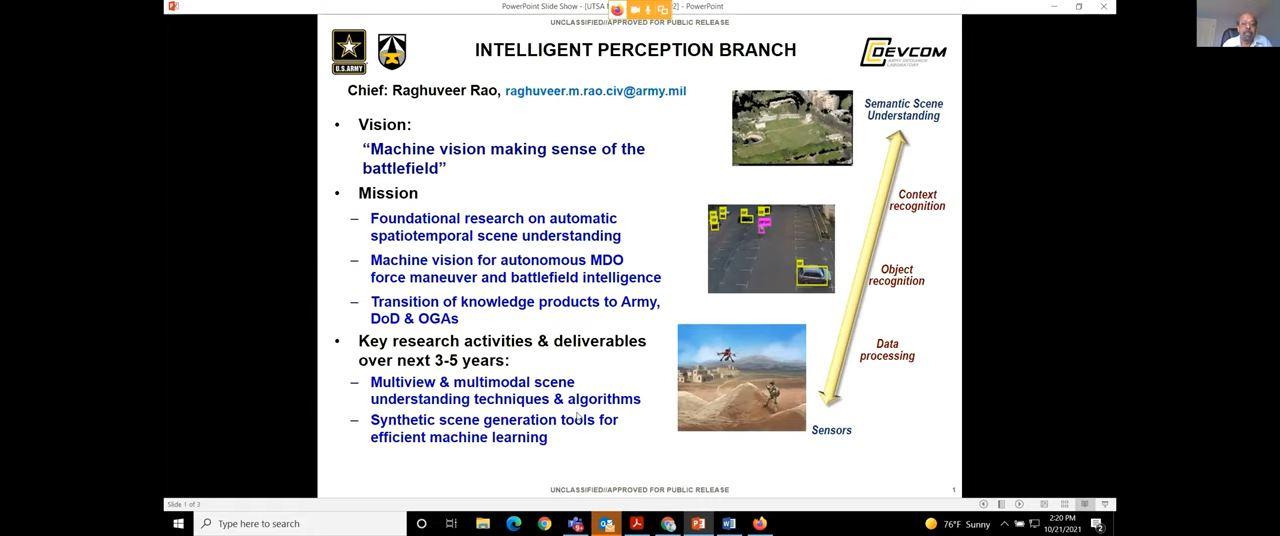 PowerPoint Slide Show - [UTSA
2] - PowerPoint
UNCLASSIFIED//APPROVED FOR PUBLIC RELEASE
U.S.ARMY
INTELLIGENT PERCEPTION BRANCH
DEVCOM
ARMY RESEARCH
LABORATORY
Chief: Raghuveer Rao, raghuveer.m.rao.civ@army.mil
• Vision:
“Machine vision making sense of the
battlefield”
• Mission
– Foundational research on automatic
spatiotemporal scene understanding
– Machine vision for autonomous MDO
force maneuver and battlefield intelligence
– Transition of knowledge products to Army,
DoD & OGAs
• Key research activities & deliverables
over next 3-5 years:
– Multiview & multimodal scene
understanding techniques & algorithms
– Synthetic scene generation tools for
efficient machine learning
Semantic Scene
Understanding
Context
recognition
Object
recognition
Data
processing
Sensors
UNCLASSIFIED//APPROVED FOR PUBLIC RELEASE
1
Slide 1 of 3
Type here to search
76°F Sunny
2:20 PM
10/21/2021
2